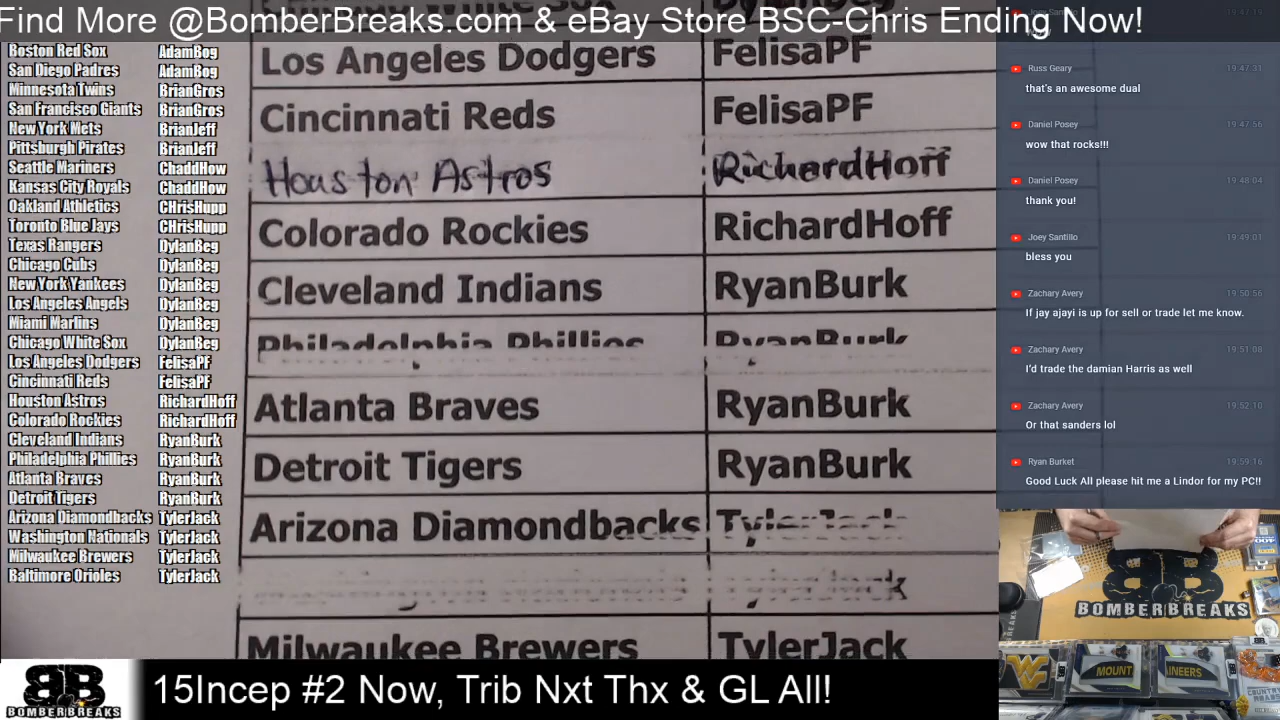 Find More @BomberBreaks.com & eBay Store BSC-Chris Ending Now!
Boston Red Sox AdamBog
San Diego Padres AdamBog
Minnesota Twins BrianGros
San Francisco Giants BrianGros
New York Mets BrianJeff
Pittsburgh Pirates BrianJeff
Seattle Mariners ChaddHow
Kansas City Royals ChaddHow
Oakland Athletics CHrisHupp
Toronto Blue Jays CHrisHupp
Texas Rangers DylanBeg
Chicago Cubs DylanBeg
New York Yankees DylanBeg
Los Angeles Angels DylanBeg
Miami Marlins DylanBeg
Chicago White Sox DylanBeg
Los Angeles Dodgers FelisaPF
Cincinnati Reds FelisaPF
Houston Astros RichardHoff
Colorado Rockies RichardHoff
Cleveland Indians RyanBurk
Philadelphia Phillies RyanBurk
Atlanta Braves RyanBurk
Detroit Tigers RyanBurk
Arizona Diamondbacks TylerJack
Washington Nationals TylerJack
Milwaukee Brewers TylerJack
Baltimore Orioles TylerJack
Los Angeles Dodgers FelisaPF
Cincinnati Reds FelisaPF
Houston Astros RichardHoff
Colorado Rockies RichardHoff
Cleveland Indians RyanBurk
Philadelphia Phillies RyanBurk
Atlanta Braves RyanBurk
Detroit Tigers RyanBurk
Arizona Diamondbacks TylerJack
Milwaukee Brewers TylerJack
Russ Geary 19:47:31
that's an awesome dual
Daniel Posey 19:47:56
wow that rocks!!!
Daniel Posey 19:48:04
thank you!
Joey Santillo 19:49:01
bless you
Zachary Avery 19:50:56
If jay ajayi is up for sell or trade let me know.
Zachary Avery 19:51:08
I'd trade the damian Harris as well
Zachary Avery 19:52:10
Or that sanders lol
Ryan Burket 19:59:16
Good Luck All please hit me a Lindor for my PC!!
BB
BOMBERBREAKS
MOUNT
INEERS
BB
BOMBERBREAKS
15Incep #2 Now, Trib Nxt Thx & GL All!